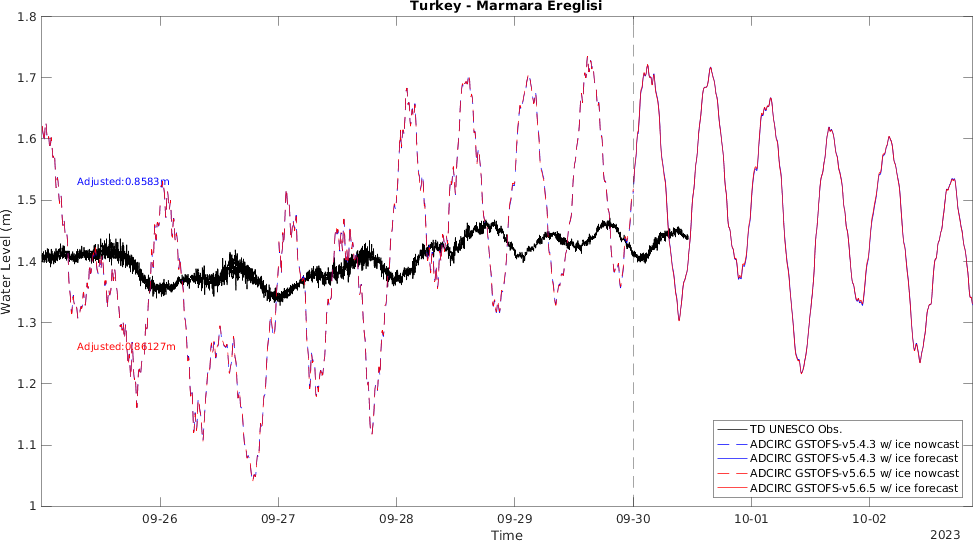 Turkey - Marmara Ereglisi
Water Level (m)
1.8
1.7
1.6
1.5
1.4
1.3
1.2
1.1
1
Adjusted:0.8583m
Adjusted:0.86127m
TD UNESCO Obs.
ADCIRC GSTOFS-v5.4.3 w/ ice nowcast
ADCIRC GSTOFS-v5.4.3 w/ ice forecast
ADCIRC GSTOFS-v5.6.5 w/ ice nowcast
ADCIRC GSTOFS-v5.6.5 w/ ice forecast
09-26 09-27 09-28 09-29 09-30 10-01 10-02
Time
2023